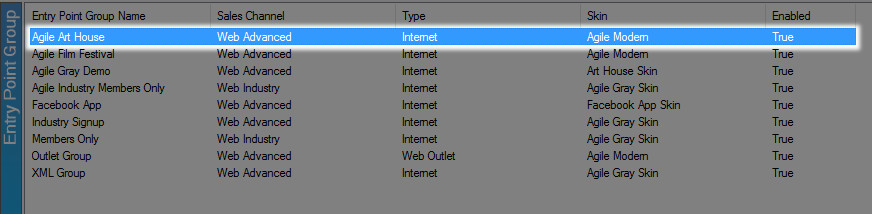 Entry Point Group
Entry Point Group Name Sales Channel Type Skin Enabled
Agile Art House Web Advanced Internet Agile Modern True
Agile Film Festival Web Advanced Internet Agile Modern True
Agile Gray Demo Web Advanced Internet Art House Skin True
Agile Industry Members Only Web Industry Internet Agile Gray Skin True
Facebook App Web Advanced Internet Facebook App Skin True
Industry Signup Web Advanced Internet Agile Gray Skin True
Members Only Web Industry Internet Agile Gray Skin True
Outlet Group Web Advanced Web Outlet Agile Modern True
XML Group Web Advanced Internet Agile Gray Skin True